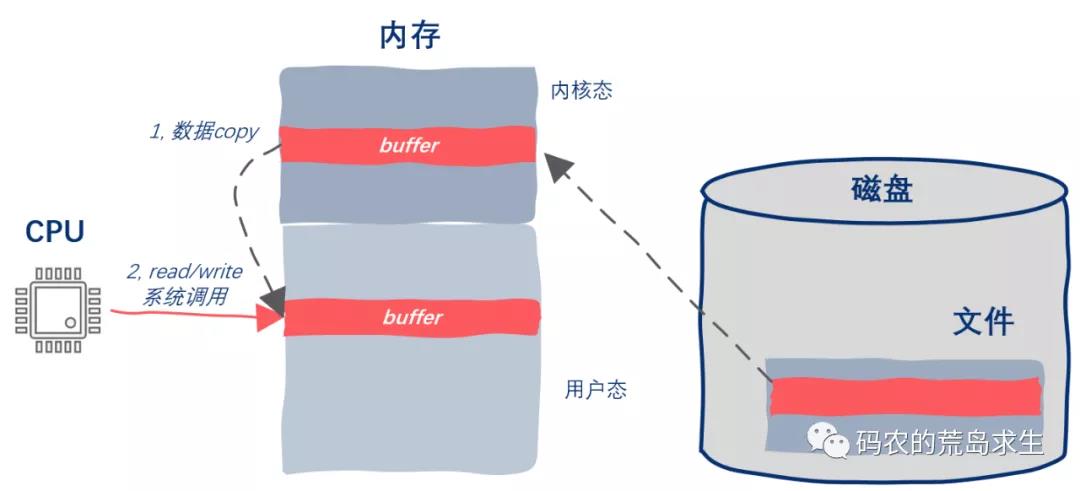 内存
内核态
1, 数据copy
buffer
磁盘
CPU
2, read/write
系统调用
buffer
文件
用户态
码农的荒岛求生